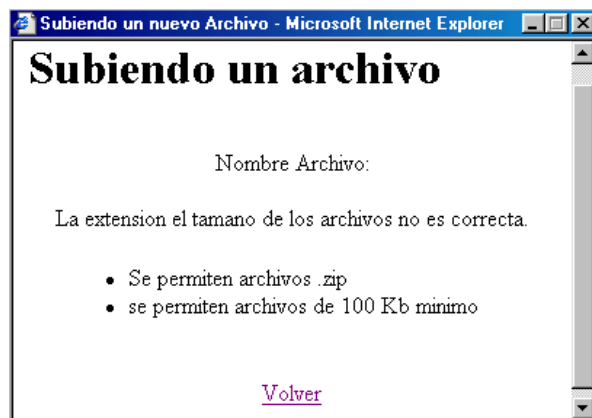 Subiendo un nuevo Archivo - Microsoft Internet Explorer
Subiendo un archivo
Nombre Archivo:
La extension el tamano de los archivos no es correcta.
Se permiten archivos .zip
se permiten archivos de 100 Kb minimo
Volver